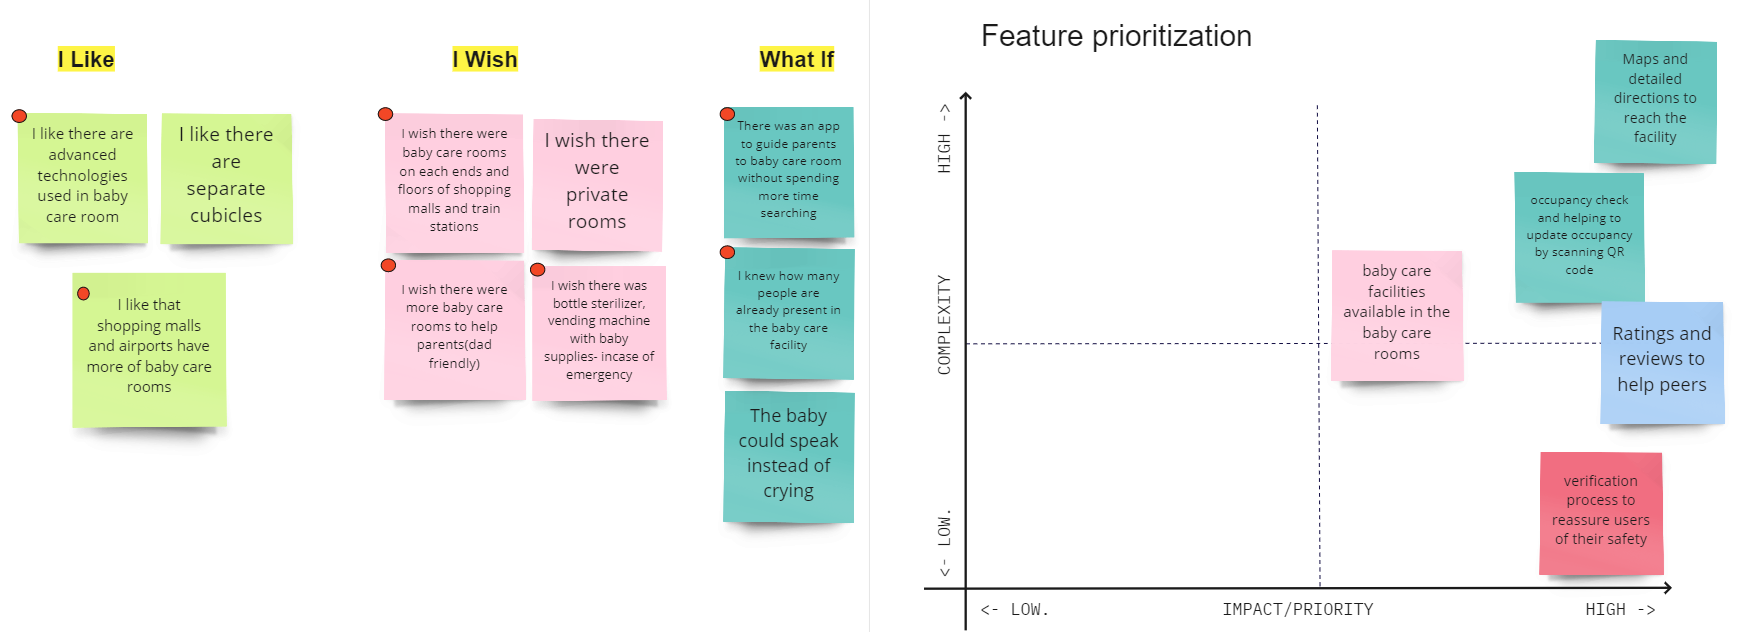 I Like
I like there are
advanced
technologies
used in baby
care room
I like there
are
separate
cubicles
I like that
shopping malls
and airports have
more of baby care
rooms
I Wish
I wish there were
baby care rooms
on each ends and
floors of shopping
malls and train
stations
I wish there
were
private
rooms
I wish there were
more baby care
rooms to help
parents(dad
friendly)
I wish there was
bottle sterilizer,
vending machine
with baby
supplies- incase of
emergency
What If
There was an app
to guide parents
to baby care room
without spending
more time
searching
I knew how many
people are
already present in
the baby care
facility
The baby
could speak
instead of
crying
Feature prioritization
HIGH ->
COMPLEXITY
<- LOW.
Maps and
detailed
directions to
reach the
facility
occupancy check
and helping to
update occupancy
by scanning QR
code
baby care
facilities
available in the
baby care
rooms
Ratings and
reviews to
help peers
verification
process to
reassure users
of their safety
<- LOW.
IMPACT/PRIORITY
HIGH ->